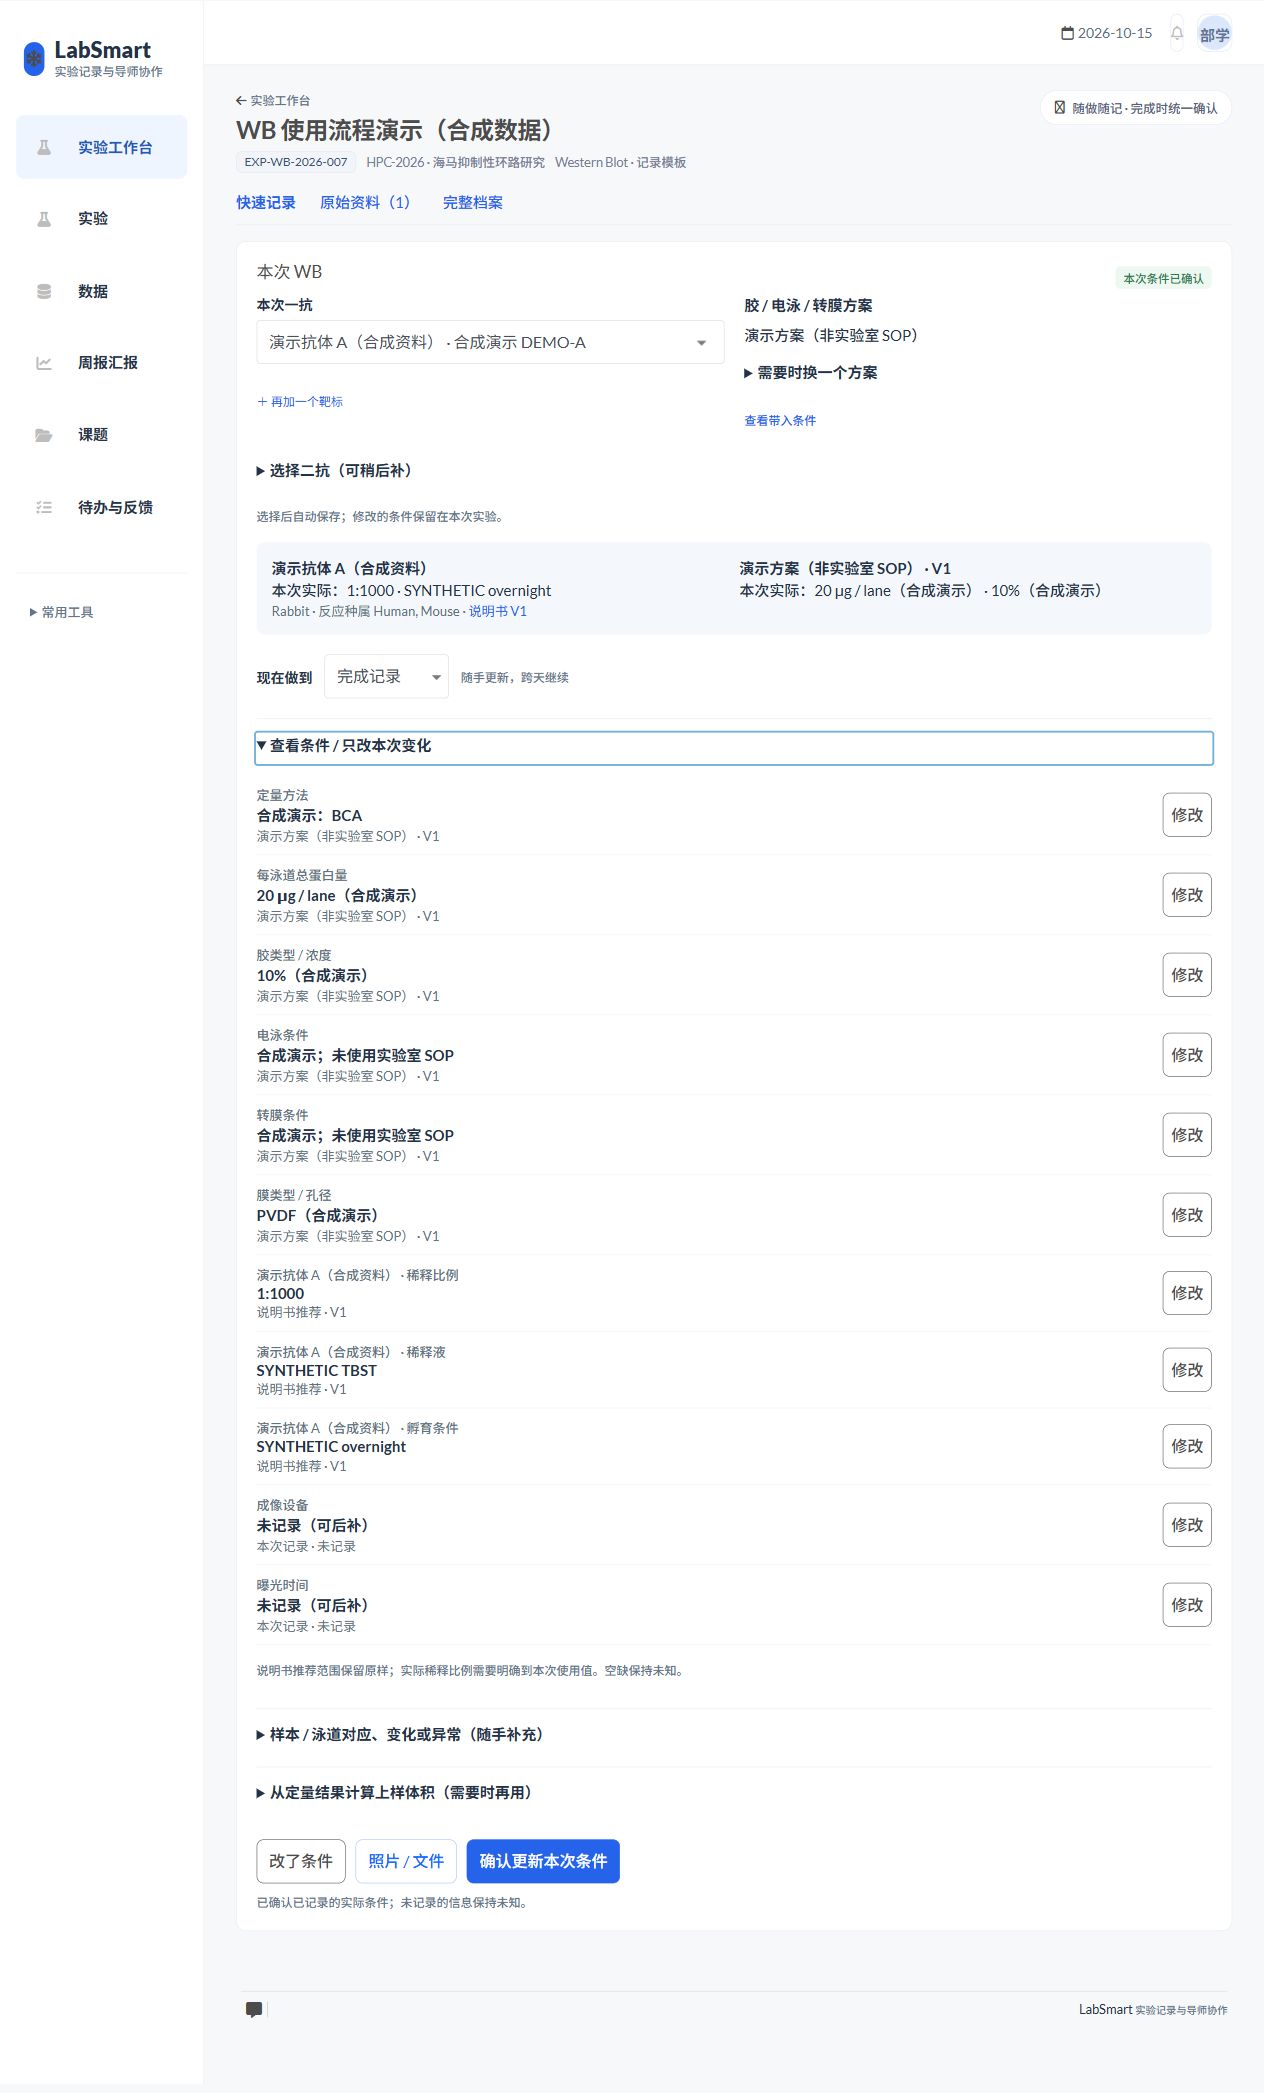 LabSmart
实验记录与导师协作
实验工作台
实验
数据
周报汇报
课题
待办与反馈
▶ 常用工具
2026-10-15
部学
← 实验工作台
WB 使用流程演示（合成数据）
随做随记 · 完成时统一确认
EXP-WB-2026-007 HPC-2026 · 海马抑制性环路研究 Western Blot · 记录模板
快速记录 原始资料（1） 完整档案
本次 WB
本次条件已确认
本次一抗
演示抗体 A（合成资料） · 合成演示 DEMO-A
＋ 再加一个靶标
胶 / 电泳 / 转膜方案
演示方案（非实验室 SOP）
▶ 需要时换一个方案
查看带入条件
▶ 选择二抗（可稍后补）
选择后自动保存；修改的条件保留在本次实验。
演示抗体 A（合成资料）
本次实际：1:1000 · SYNTHETIC overnight
Rabbit · 反应种属 Human, Mouse · 说明书 V1
演示方案（非实验室 SOP） · V1
本次实际：20 μg / lane（合成演示） · 10%（合成演示）
现在做到 完成记录 随手更新，跨天继续
▼ 查看条件 / 只改本次变化
定量方法
合成演示：BCA
演示方案（非实验室 SOP） · V1
修改
每泳道总蛋白量
20 μg / lane（合成演示）
演示方案（非实验室 SOP） · V1
修改
胶类型 / 浓度
10%（合成演示）
演示方案（非实验室 SOP） · V1
修改
电泳条件
合成演示；未使用实验室 SOP
演示方案（非实验室 SOP） · V1
修改
转膜条件
合成演示；未使用实验室 SOP
演示方案（非实验室 SOP） · V1
修改
膜类型 / 孔径
PVDF（合成演示）
演示方案（非实验室 SOP） · V1
修改
演示抗体 A（合成资料） · 稀释比例
1:1000
说明书推荐 · V1
修改
演示抗体 A（合成资料） · 稀释液
SYNTHETIC TBST
说明书推荐 · V1
修改
演示抗体 A（合成资料） · 孵育条件
SYNTHETIC overnight
说明书推荐 · V1
修改
成像设备
未记录（可后补）
本次记录 · 未记录
修改
曝光时间
未记录（可后补）
本次记录 · 未记录
修改
说明书推荐范围保留原样；实际稀释比例需要明确到本次使用值。空缺保持未知。
▶ 样本 / 泳道对应、变化或异常（随手补充）
▶ 从定量结果计算上样体积（需要时再用）
改了条件 照片 / 文件 确认更新本次条件
已确认已记录的实际条件；未记录的信息保持未知。
LabSmart 实验记录与导师协作